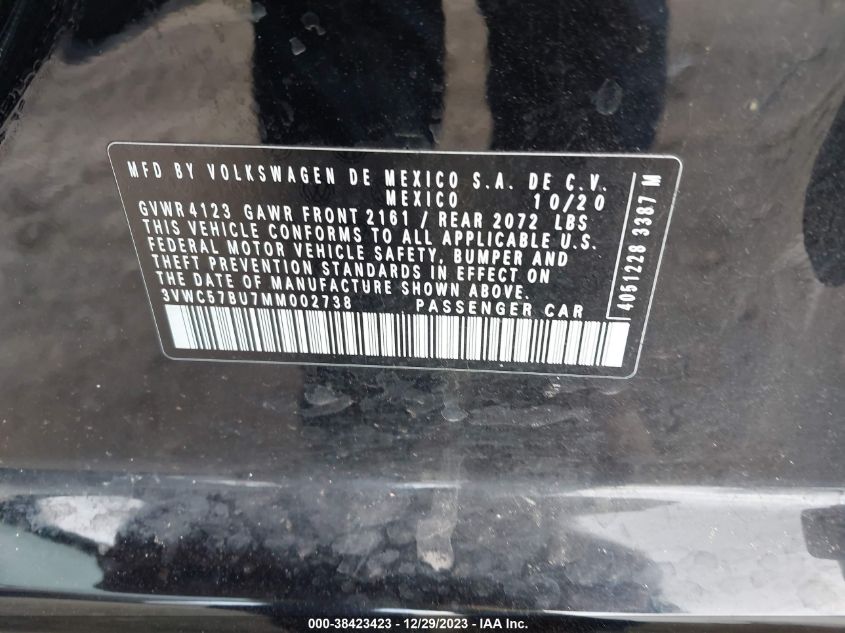 MFD BY VOLKSWAGEN DE MEXICO S.A. DE C.V.
MEXICO 10/20
GVWR 4123 GAWR FRONT 2161 / REAR 2072 LBS
THIS VEHICLE CONFORMS TO ALL APPLICABLE U.S.
FEDERAL MOTOR VEHICLE SAFETY, BUMPER AND
THEFT PREVENTION STANDARDS IN EFFECT ON
THE DATE OF MANUFACTURE SHOWN ABOVE.
3VWC57BU7MM002738 PASSENGER CAR
4051228 3387 M
000-38423423 - 12/29/2023 - IAA Inc.